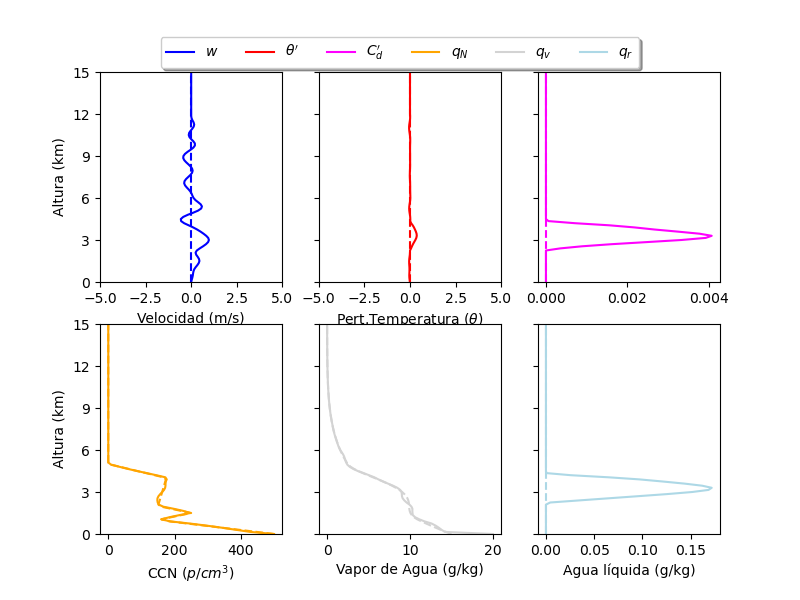 w θ′ C′d qN qv qr
15
12
9
6
3
0
Altura (km)
−5.0 −2.5 0.0 2.5 5.0
Velocidad (m/s)
−5.0 −2.5 0.0 2.5 5.0
Pert.Temperatura (θ)
0.000 0.002 0.004
15
12
9
6
3
0
Altura (km)
0 200 400
CCN (p/cm³)
0 10 20
Vapor de Agua (g/kg)
0.00 0.05 0.10 0.15
Agua líquida (g/kg)